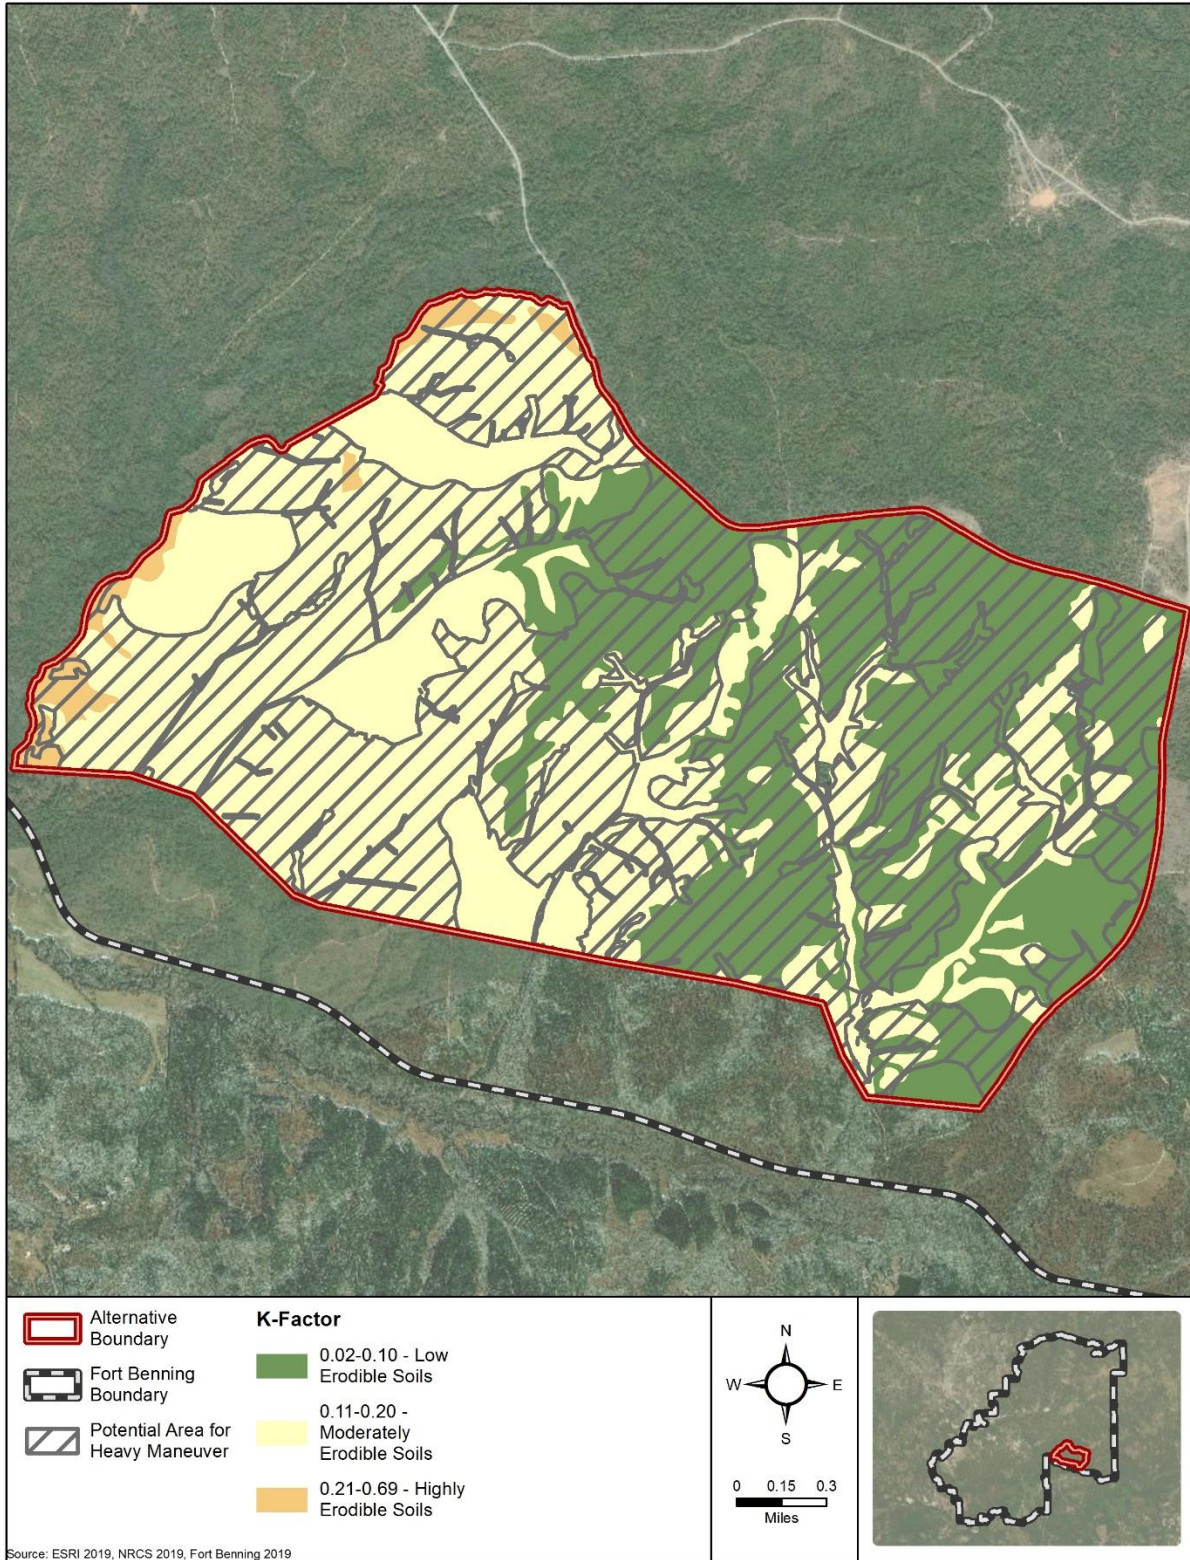 Alternative
Boundary
Fort Benning
Boundary
Potential Area for
Heavy Maneuver
K-Factor
0.02-0.10 - Low
Erodible Soils
0.11-0.20 -
Moderately
Erodible Soils
0.21-0.69 - Highly
Erodible Soils
N
W E
S
0 0.15 0.3
Miles
Source: ESRI 2019, NRCS 2019, Fort Benning 2019